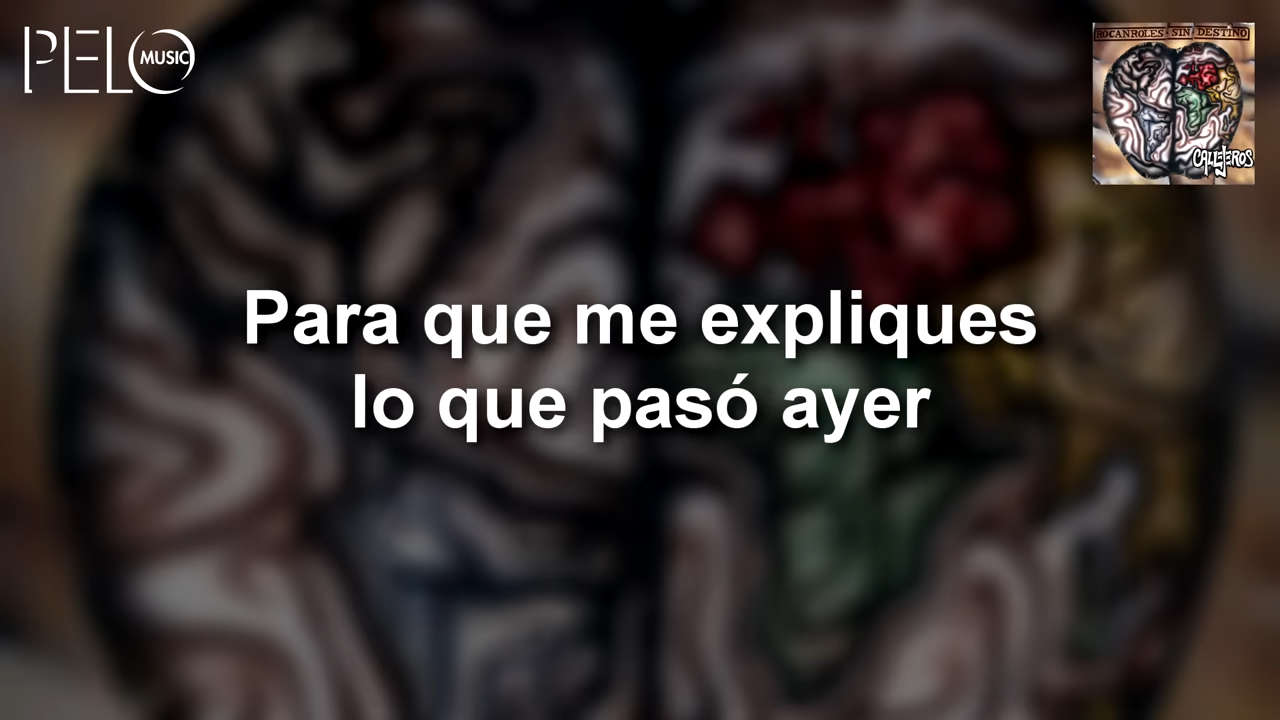 PELO MUSIC
ROCANROLES SIN DESTINO
CALLEJEROS
Para que me expliques
lo que pasó ayer